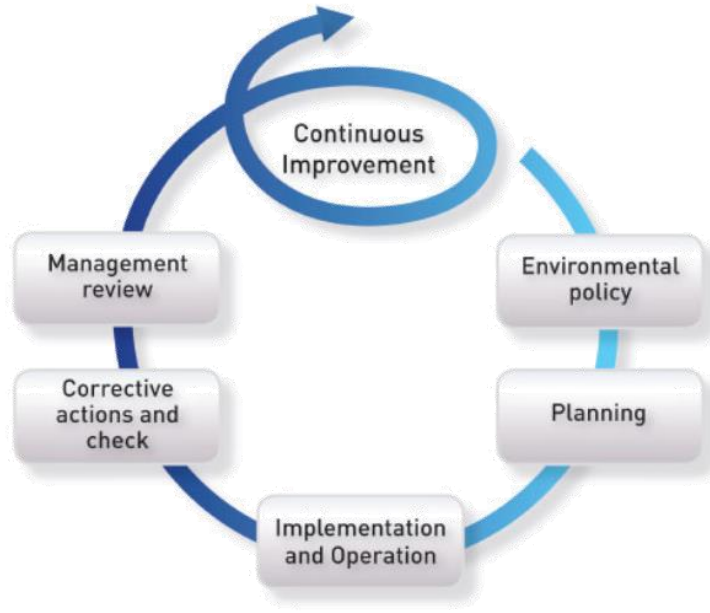 Continuous
Improvement
Environmental
policy
Planning
Implementation
and Operation
Corrective
actions and
check
Management
review